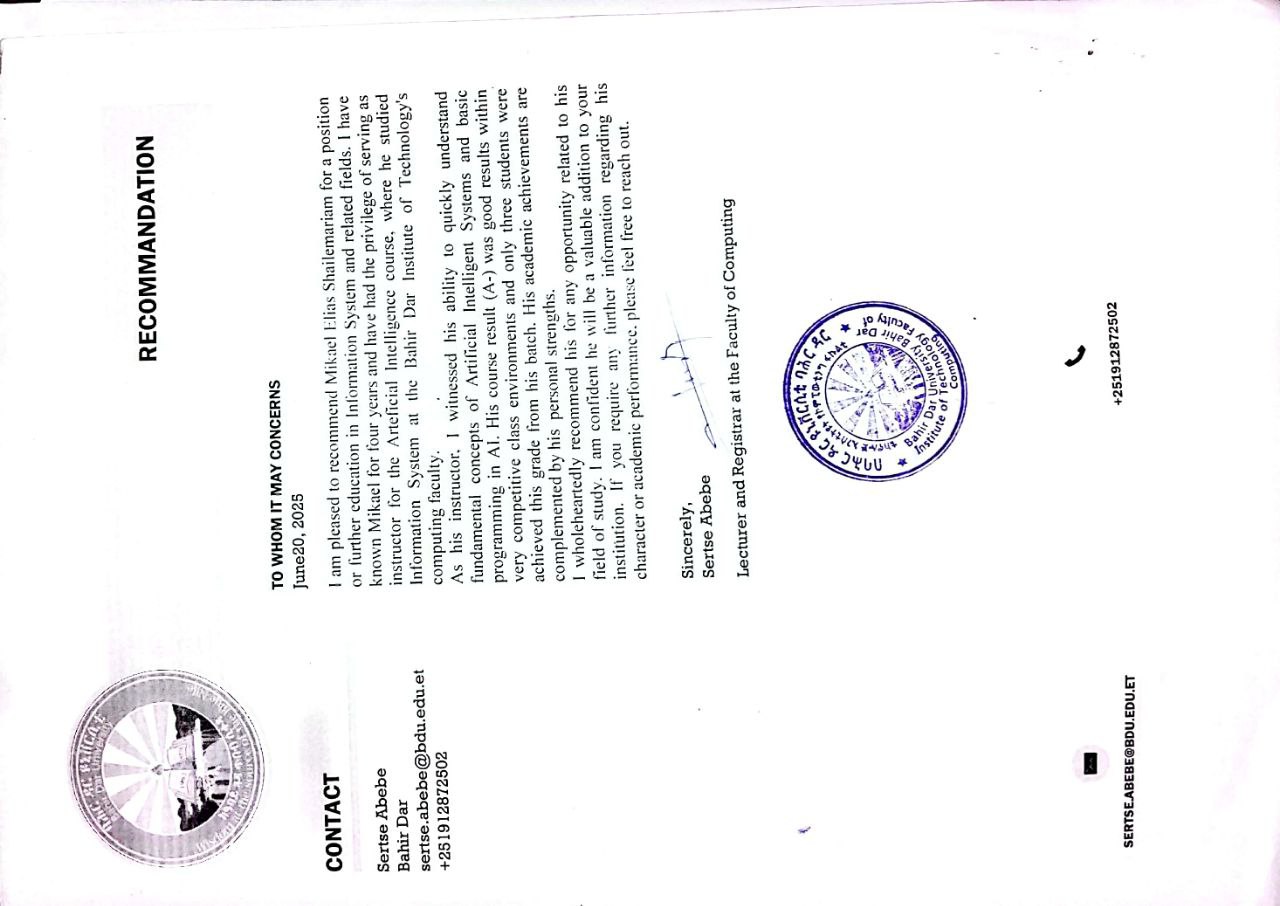 ባሕር ዳር ዩኒቨርሲቲ
Bahir Dar University
Wisdom at the source of the Blue Nile
RECOMMANDATION
TO WHOM IT MAY CONCERNS
June20, 2025
I am pleased to recommend Mikael Elias Shailemariam for a position
or further education in Information System and related fields. I have
known Mikael for four years and have had the privilege of serving as
instructor for the Arteficial Intelligence course, where he studied
Information System at the Bahir Dar Institute of Technology's
computing faculty.
As his instructor, I witnessed his ability to quickly understand
fundamental concepts of Artificial Intelligent Systems and basic
programming in AI. His course result (A-) was good results within
very competitive class environments and only three students were
achieved this grade from his batch. His academic achievements are
complemented by his personal strengths.
I wholeheartedly recommend his for any opportunity related to his
field of study. I am confident he will be a valuable addition to your
institution. If you require any further information regarding his
character or academic performance. please feel free to reach out.
Sincerely,
Sertse Abebe
Lecturer and Registrar at the Faculty of Computing
CONTACT
Sertse Abebe
Bahir Dar
sertse.abebe@bdu.edu.et
+251912872502
በባሕር ዳር ዩኒቨርሲቲ ባሕር ዳር
Bahir Dar University Bahir Dar
Institute of Technology Faculty of
Computing
SERTSE.ABEBE@BDU.EDU.ET
+251912872502